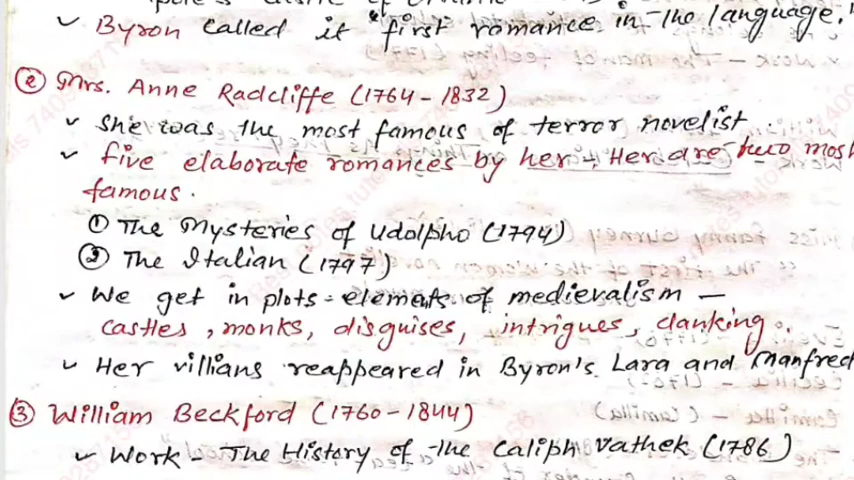 ✓ Byron called it "first romance in the language."
② Mrs. Anne Radcliffe (1764-1832)
✓ She was the most famous of terror novelist.
✓ five elaborate romances by her. Her are two most
famous.
① The Mysteries of Udolpho (1794)
② The Italian (1797)
✓ We get in plots - elements of medievalism –
castles, monks, disguises, intrigues, clanking.
✓ Her villians reappeared in Byron's Lara and Manfred
③ William Beckford (1760-1844)
✓ Work - The History of the Caliph Vathek (1786)